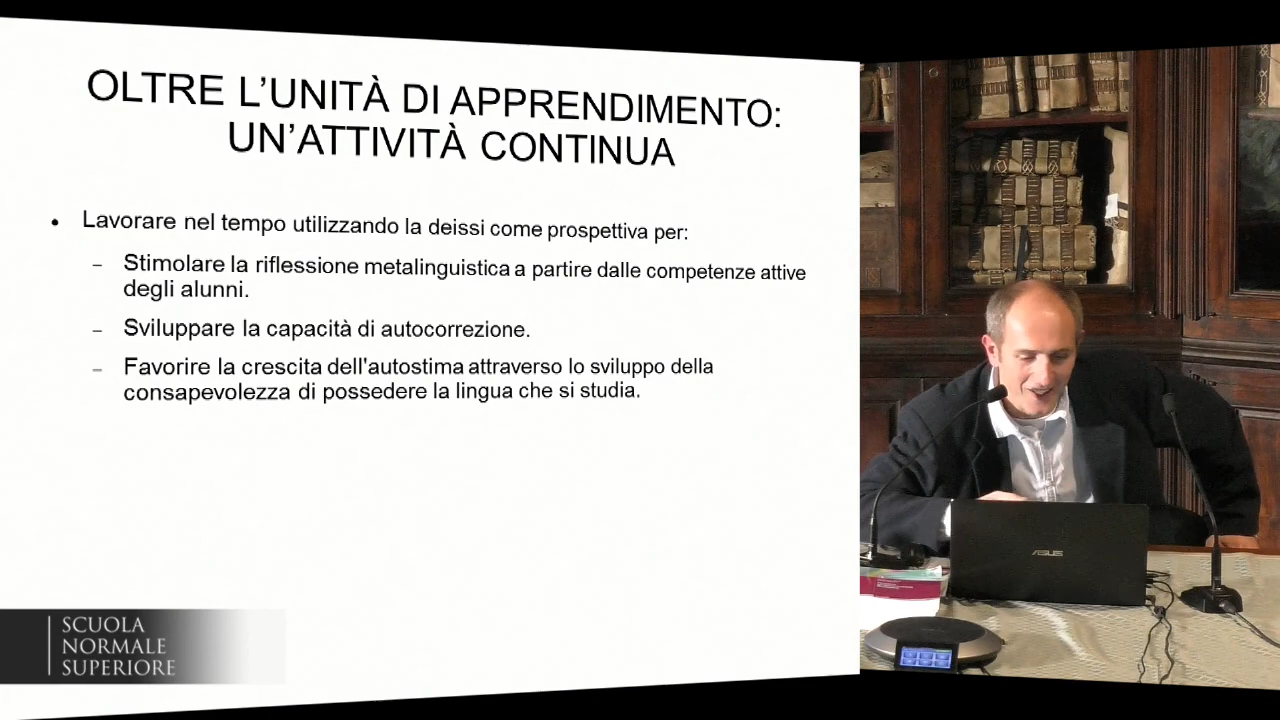 OLTRE L’UNITÀ DI APPRENDIMENTO:
UN’ATTIVITÀ CONTINUA
• Lavorare nel tempo utilizzando la deissi come prospettiva per:
– Stimolare la riflessione metalinguistica a partire dalle competenze attive
degli alunni.
– Sviluppare la capacità di autocorrezione.
– Favorire la crescita dell'autostima attraverso lo sviluppo della
consapevolezza di possedere la lingua che si studia.
SCUOLA
NORMALE
SUPERIORE
ASUS